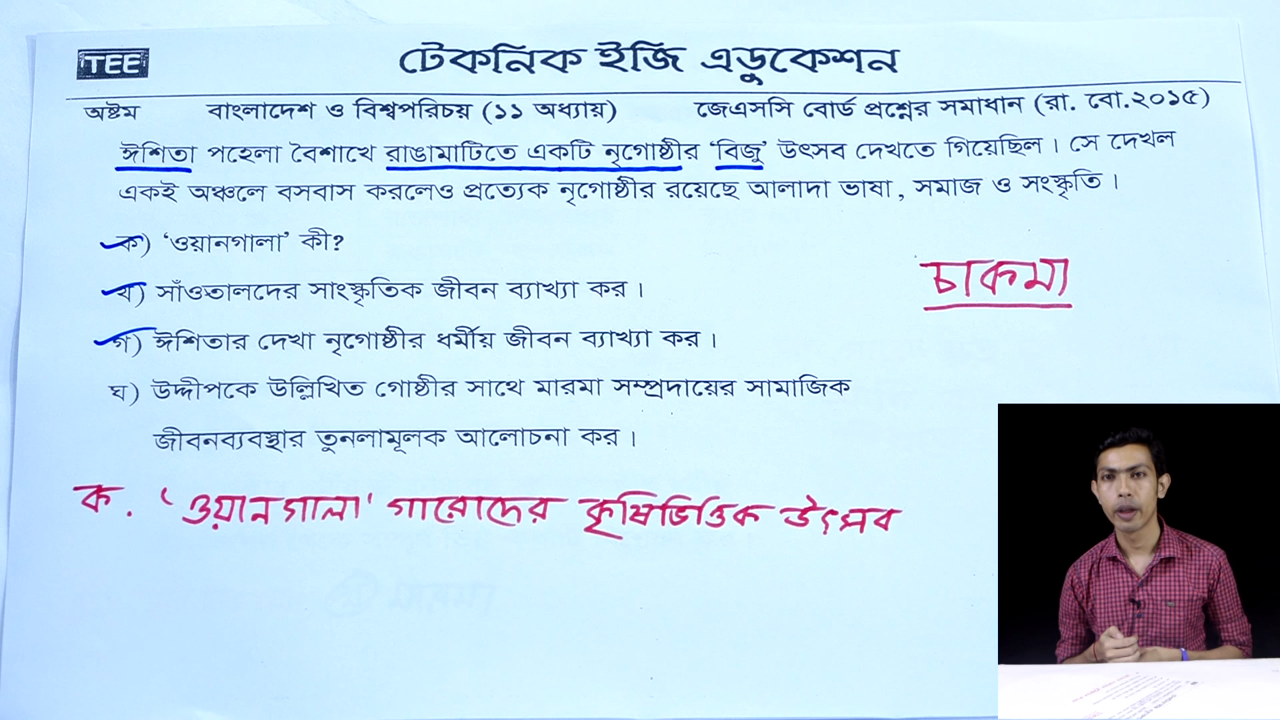 TEE
টেকনিক ইজি এডুকেশন
অষ্টম বাংলাদেশ ও বিশ্বপরিচয় (১১ অধ্যায়) জেএসসি বোর্ড প্রশ্নের সমাধান (রা. বো.২০১৫)
ঈশিতা পহেলা বৈশাখে রাঙামাটিতে একটি নৃগোষ্ঠীর ‘বিজু’ উৎসব দেখতে গিয়েছিল। সে দেখল
একই অঞ্চলে বসবাস করলেও প্রত্যেক নৃগোষ্ঠীর রয়েছে আলাদা ভাষা, সমাজ ও সংস্কৃতি।
ক) ‘ওয়ানগালা’ কী?
চাকমা
খ) সাঁওতালদের সাংস্কৃতিক জীবন ব্যাখ্যা কর।
গ) ঈশিতার দেখা নৃগোষ্ঠীর ধর্মীয় জীবন ব্যাখ্যা কর।
ঘ) উদ্দীপকে উল্লিখিত গোষ্ঠীর সাথে মারমা সম্প্রদায়ের সামাজিক
জীবনব্যবস্থার তুনলামূলক আলোচনা কর।
ক. ‘ওয়ানগালা’ গারোদের কৃষিভিত্তিক উৎসব